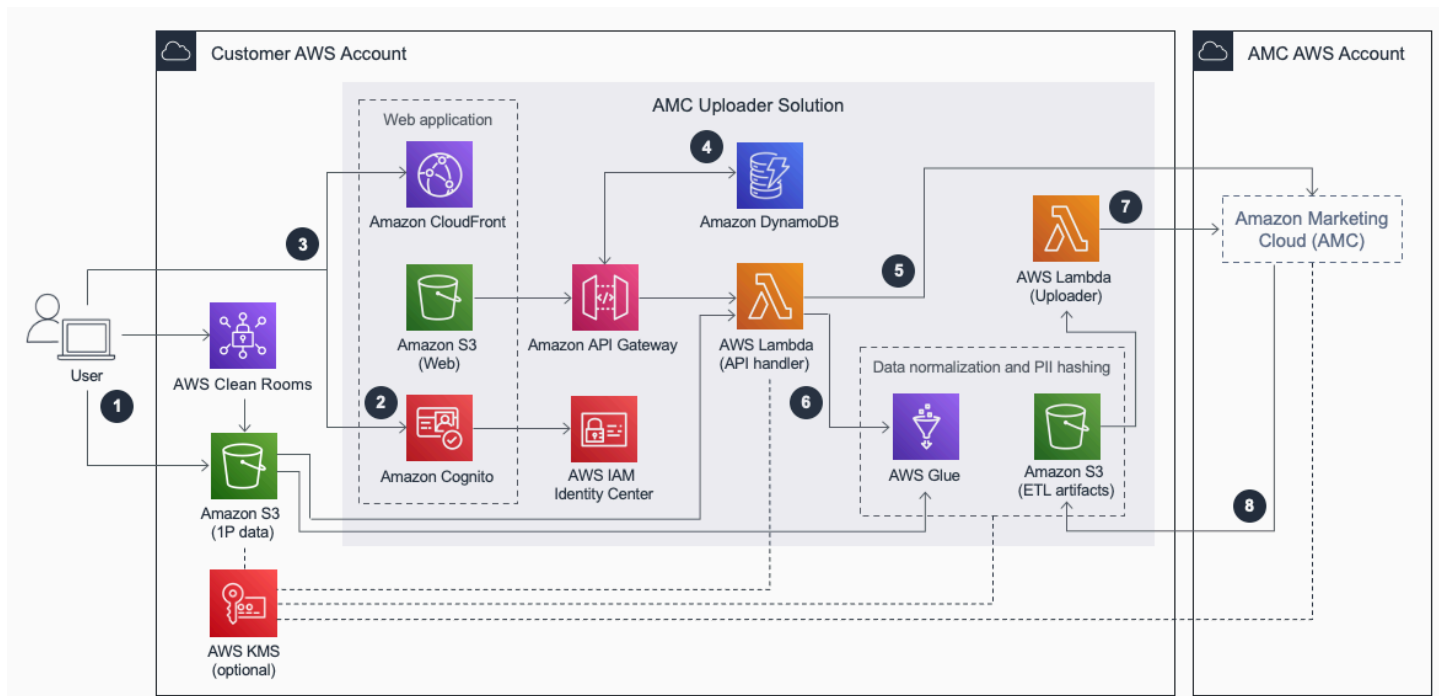 Customer AWS Account
AMC AWS Account
AMC Uploader Solution
Web application
4
Amazon CloudFront
Amazon DynamoDB
7
Amazon Marketing
Cloud (AMC)
3
5
AWS Lambda
(Uploader)
User
AWS Clean Rooms
Amazon S3
(Web)
Amazon API Gateway
AWS Lambda
(API handler)
Data normalization and PII hashing
1
2
6
Amazon Cognito
AWS IAM
Identity Center
AWS Glue
Amazon S3
(ETL artifacts)
8
Amazon S3
(1P data)
AWS KMS
(optional)